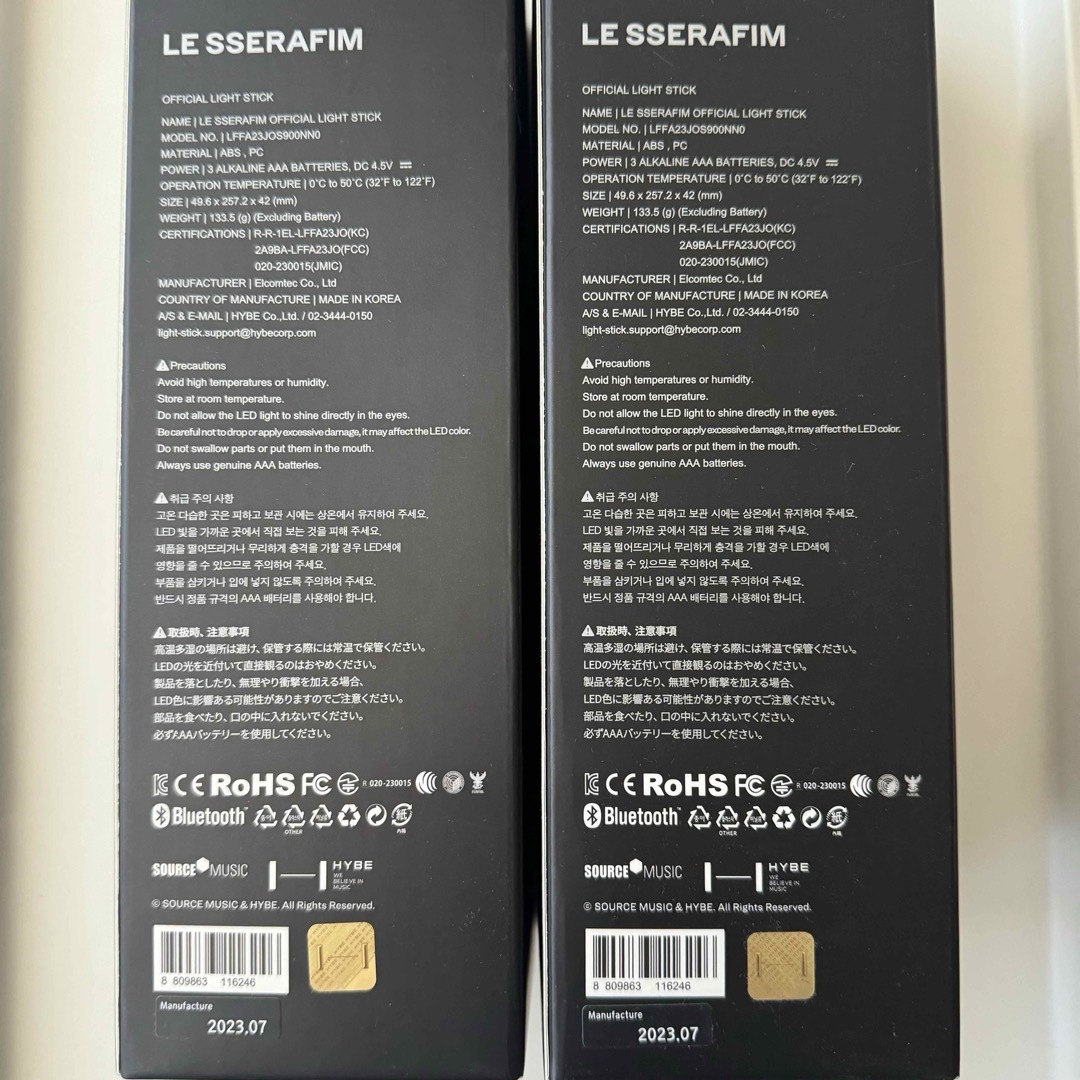 LE SSERAFIM
OFFICIAL LIGHT STICK
NAME | LE SSERAFIM OFFICIAL LIGHT STICK
MODEL NO. | LFFA23JOS900NN0
MATERIAL | ABS , PC
POWER | 3 ALKALINE AAA BATTERIES, DC 4.5V
OPERATION TEMPERATURE | 0°C to 50°C (32°F to 122°F)
SIZE | 49.6 x 257.2 x 42 (mm)
WEIGHT | 133.5 (g) (Excluding Battery)
CERTIFICATIONS | R-R-1EL-LFFA23JO(KC)
2A9BA-LFFA23JO(FCC)
020-230015(JMIC)
MANUFACTURER | Elcomtec Co., Ltd
COUNTRY OF MANUFACTURE | MADE IN KOREA
A/S & E-MAIL | HYBE Co.,Ltd. / 02-3444-0150
light-stick.support@hybecorp.com
Precautions
Avoid high temperatures or humidity.
Store at room temperature.
Do not allow the LED light to shine directly in the eyes.
Be careful not to drop or apply excessive damage, it may affect the LED color.
Do not swallow parts or put them in the mouth.
Always use genuine AAA batteries.
취급 주의 사항
고온 다습한 곳은 피하고 보관 시에는 상온에서 유지하여 주세요.
LED 빛을 가까운 곳에서 직접 보는 것을 피해 주세요.
제품을 떨어뜨리거나 무리하게 충격을 가할 경우 LED색에
영향을 줄 수 있으므로 주의하여 주세요.
부품을 삼키거나 입에 넣지 않도록 주의하여 주세요.
반드시 정품 규격의 AAA 배터리를 사용해야 합니다.
取扱時、注意事項
高温多湿の場所は避け、保管する際には常温で保管ください。
LEDの光を近付いて直接観るのはおやめください。
製品を落としたり、無理やり衝撃を加える場合、
LED色に影響ある可能性がありますのでご注意ください。
部品を食べたり、口の中に入れないでください。
必ずAAバッテリーを使用してください。
CE RoHS FC R 020-230015
Bluetooth
OTHER
紙
SOURCE MUSIC
HYBE
WE
BELIEVE IN
MUSIC
© SOURCE MUSIC & HYBE. All Rights Reserved.
8 809863 116246
Manufacture
2023.07
LE SSERAFIM
OFFICIAL LIGHT STICK
NAME | LE SSERAFIM OFFICIAL LIGHT STICK
MODEL NO. | LFFA23JOS900NN0
MATERIAL | ABS , PC
POWER | 3 ALKALINE AAA BATTERIES, DC 4.5V
OPERATION TEMPERATURE | 0°C to 50°C (32°F to 122°F)
SIZE | 49.6 x 257.2 x 42 (mm)
WEIGHT | 133.5 (g) (Excluding Battery)
CERTIFICATIONS | R-R-1EL-LFFA23JO(KC)
2A9BA-LFFA23JO(FCC)
020-230015(JMIC)
MANUFACTURER | Elcomtec Co., Ltd
COUNTRY OF MANUFACTURE | MADE IN KOREA
A/S & E-MAIL | HYBE Co.,Ltd. / 02-3444-0150
light-stick.support@hybecorp.com
Precautions
Avoid high temperatures or humidity.
Store at room temperature.
Do not allow the LED light to shine directly in the eyes.
Be careful not to drop or apply excessive damage, it may affect the LED color.
Do not swallow parts or put them in the mouth.
Always use genuine AAA batteries.
취급 주의 사항
고온 다습한 곳은 피하고 보관 시에는 상온에서 유지하여 주세요.
LED 빛을 가까운 곳에서 직접 보는 것을 피해 주세요.
제품을 떨어뜨리거나 무리하게 충격을 가할 경우 LED색에
영향을 줄 수 있으므로 주의하여 주세요.
부품을 삼키거나 입에 넣지 않도록 주의하여 주세요.
반드시 정품 규격의 AAA 배터리를 사용해야 합니다.
取扱時、注意事項
高温多湿の場所は避け、保管する際には常温で保管ください。
LEDの光を近付いて直接観るのはおやめください。
製品を落としたり、無理やり衝撃を加える場合、
LED色に影響ある可能性がありますのでご注意ください。
部品を食べたり、口の中に入れないでください。
必ずAAバッテリーを使用してください。
CE RoHS FC R 020-230015
Bluetooth
OTHER
紙
SOURCE MUSIC
HYBE
WE
BELIEVE IN
MUSIC
© SOURCE MUSIC & HYBE. All Rights Reserved.
8 809863 116246
Manufacture
2023.07